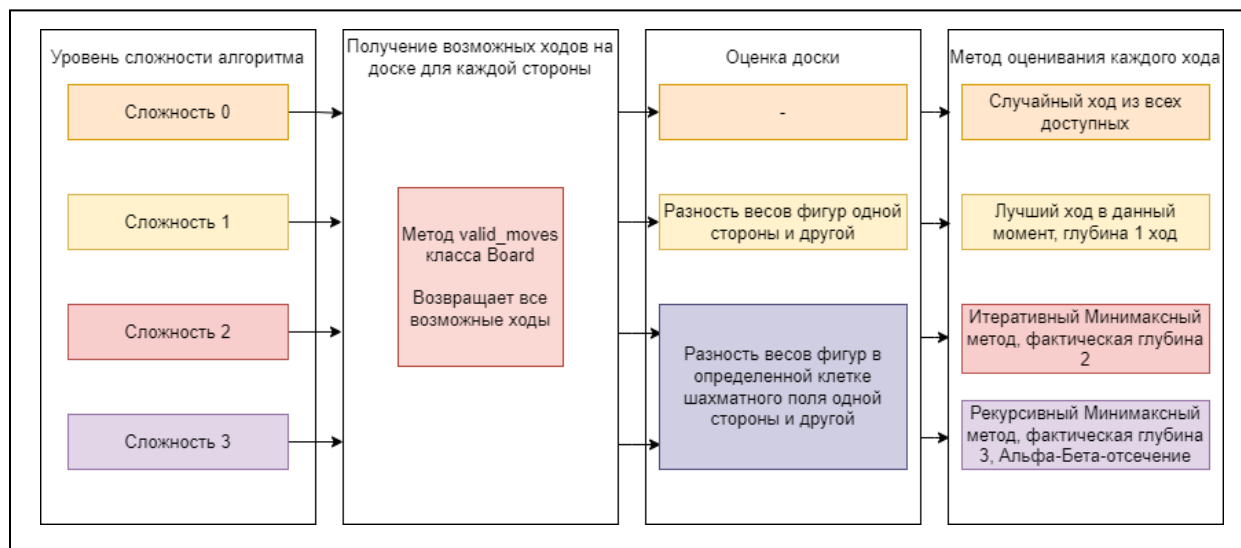 Уровень сложности алгоритма
Сложность 0
Сложность 1
Сложность 2
Сложность 3
Получение возможных ходов на
доске для каждой стороны
Метод valid_moves
класса Board
Возвращает все
возможные ходы
Оценка доски
-
Разность весов фигур одной
стороны и другой
Разность весов фигур в
определенной клетке
шахматного поля одной
стороны и другой
Метод оценивания каждого хода
Случайный ход из всех
доступных
Лучший ход в данный
момент, глубина 1 ход
Итеративный Минимаксный
метод, фактическая глубина
2
Рекурсивный Минимаксный
метод, фактическая глубина
3, Альфа-Бета-отсечение